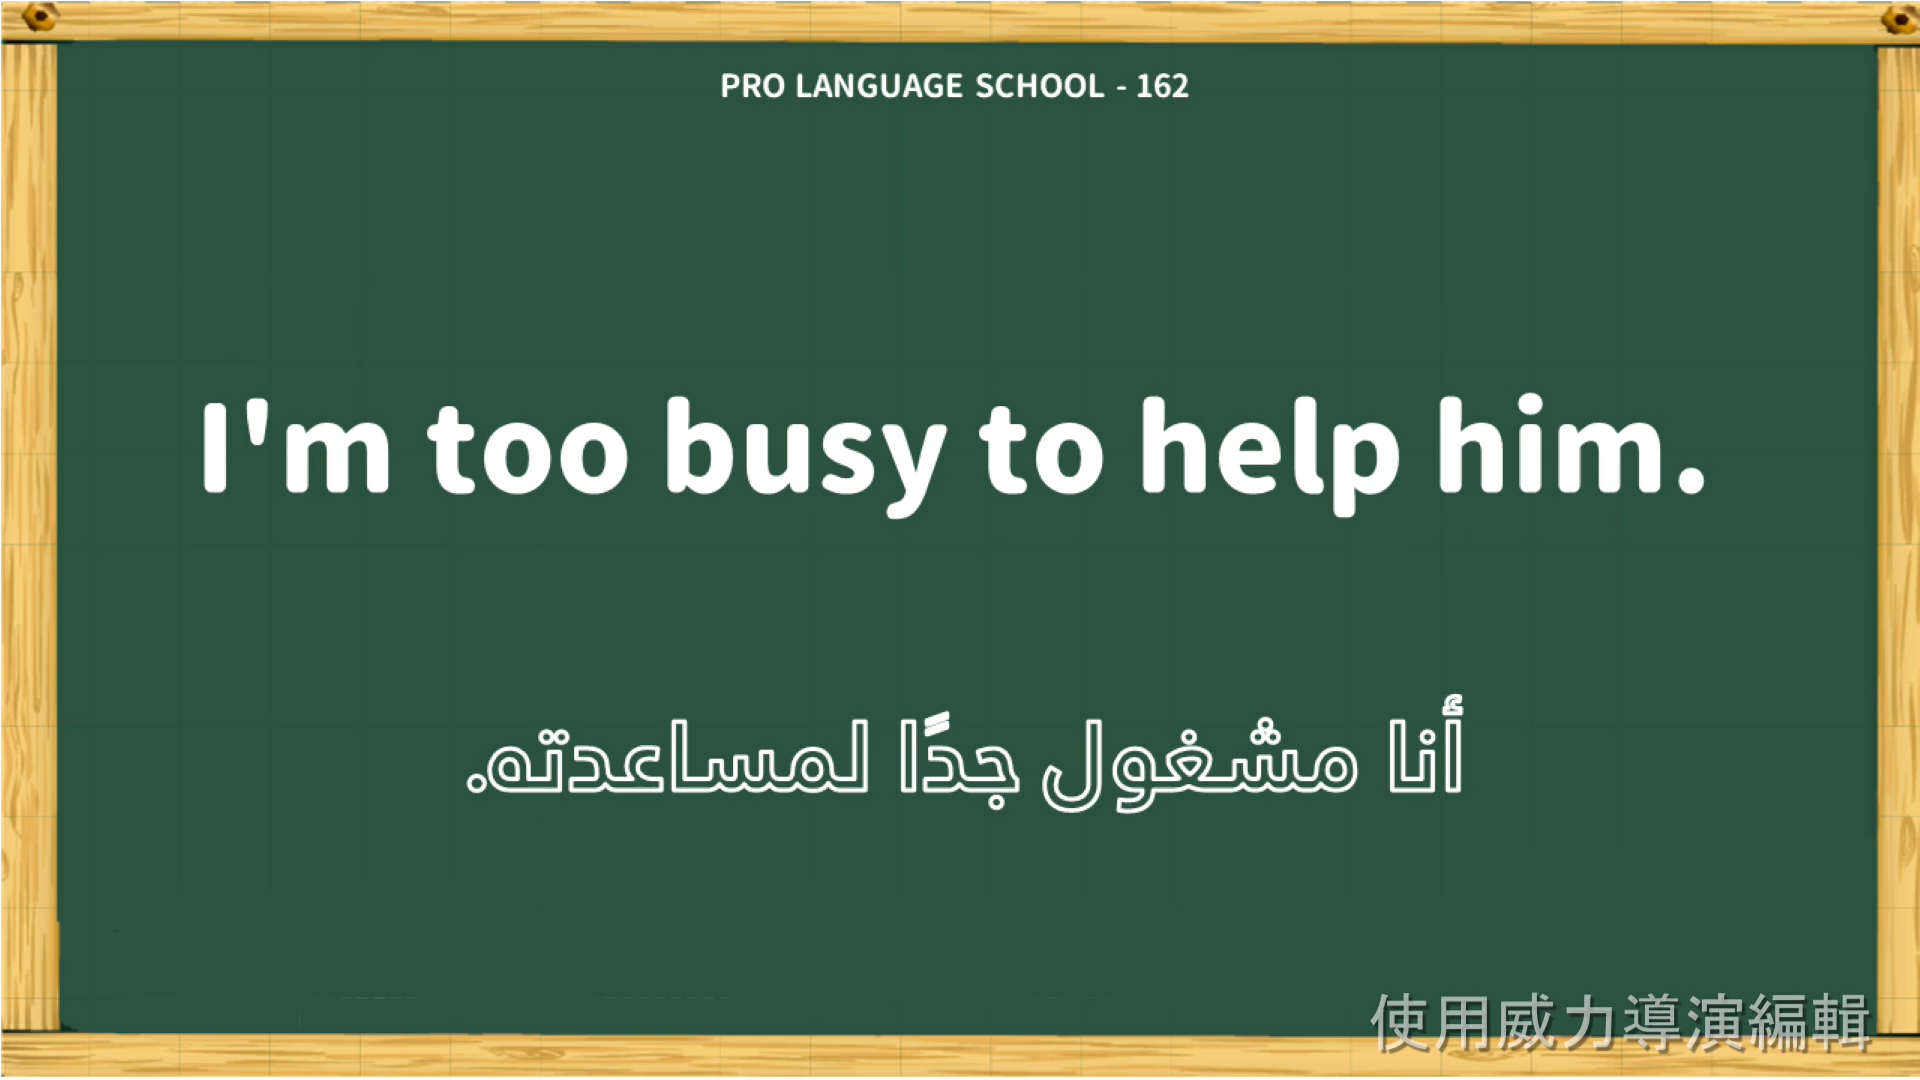 PRO LANGUAGE SCHOOL - 162
I'm too busy to help him.
أنا مشغول جدًا لمساعدته.
使用威力導演編輯